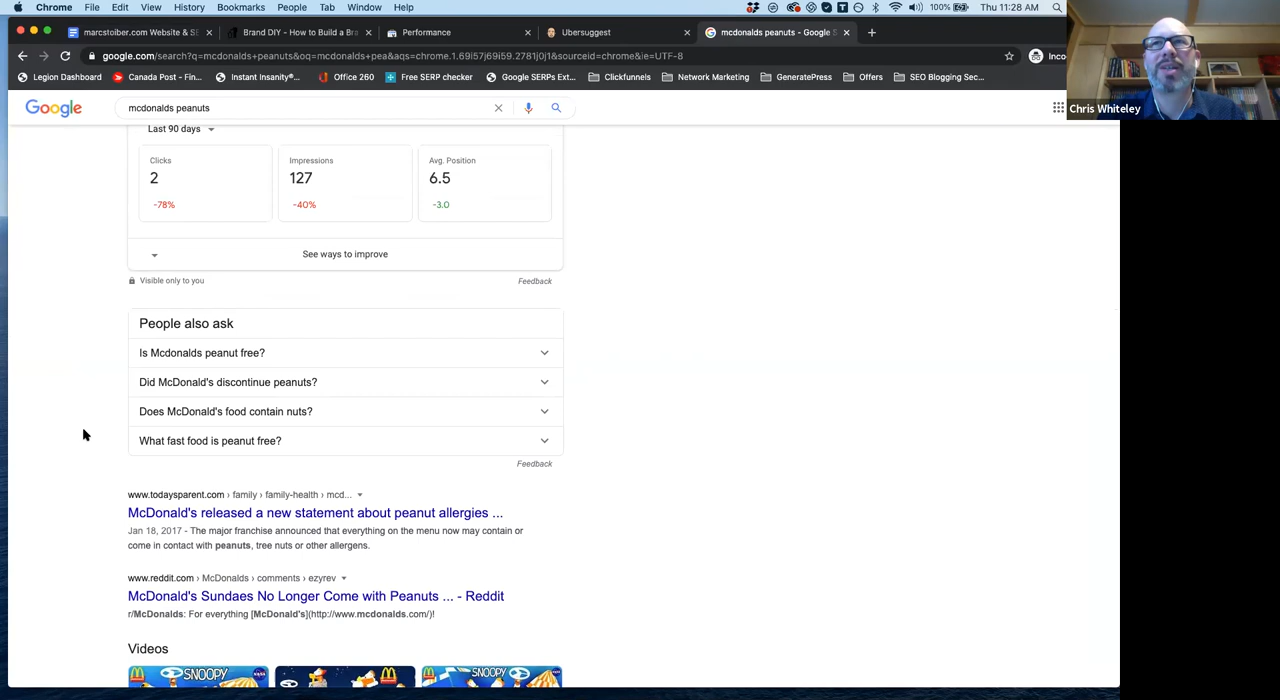 Chrome File Edit View History Bookmarks People Tab Window Help 100% Thu 11:28 AM
marcstoiber.com Website & SE Brand DIY - How to Build a Bra Performance Ubersuggest mcdonalds peanuts - Google S
google.com/search?q=mcdonalds+peanuts&oq=mcdonalds+pea&aqs=chrome.1.69i57j69i59.2781j0j1&sourceid=chrome&ie=UTF-8 Inco
Legion Dashboard Canada Post - Fin... Instant Insanity®... Office 260 Free SERP checker Google SERPs Ext... Clickfunnels Network Marketing GeneratePress Offers SEO Blogging Sec...
Chris Whiteley
Google mcdonalds peanuts
Last 90 days
Clicks Impressions Avg. Position
2 127 6.5
-78% -40% -3.0
See ways to improve
Visible only to you Feedback
People also ask
Is Mcdonalds peanut free?
Did McDonald's discontinue peanuts?
Does McDonald's food contain nuts?
What fast food is peanut free?
Feedback
www.todaysparent.com › family › family-health › mcd...
McDonald's released a new statement about peanut allergies ...
Jan 18, 2017 - The major franchise announced that everything on the menu now may contain or
come in contact with peanuts, tree nuts or other allergens.
www.reddit.com › McDonalds › comments › ezyrev
McDonald's Sundaes No Longer Come with Peanuts ... - Reddit
r/McDonalds: For everything [McDonald's](http://www.mcdonalds.com/)!
Videos
SNOOPY SNOOPY